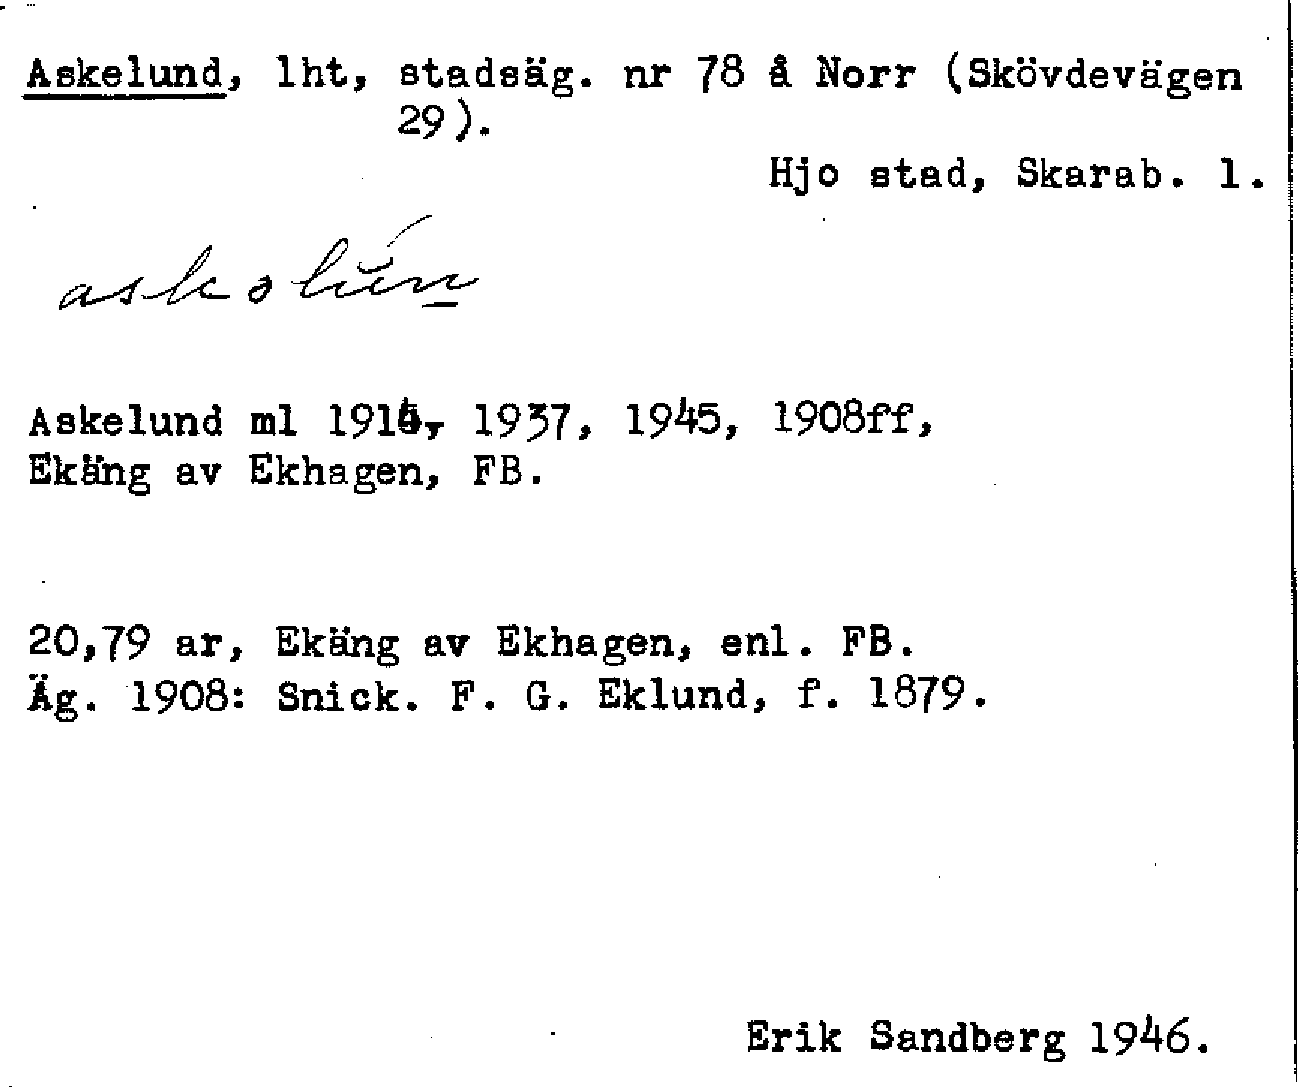 Askelund, lht, stadsäg. nr 78 å Norr (Skövdevägen
29).
Hjo stad, Skarab. l.
Askelund ml 1937, 1945, 1908ff,
Ekäng av Ekhagen, FB.
20,79 ar, Ekäng av Ekhagen, enl. FB.
Äg. 1908: Snick. F. G. Eklund, f. 1879.
Erik Sandberg 1946.